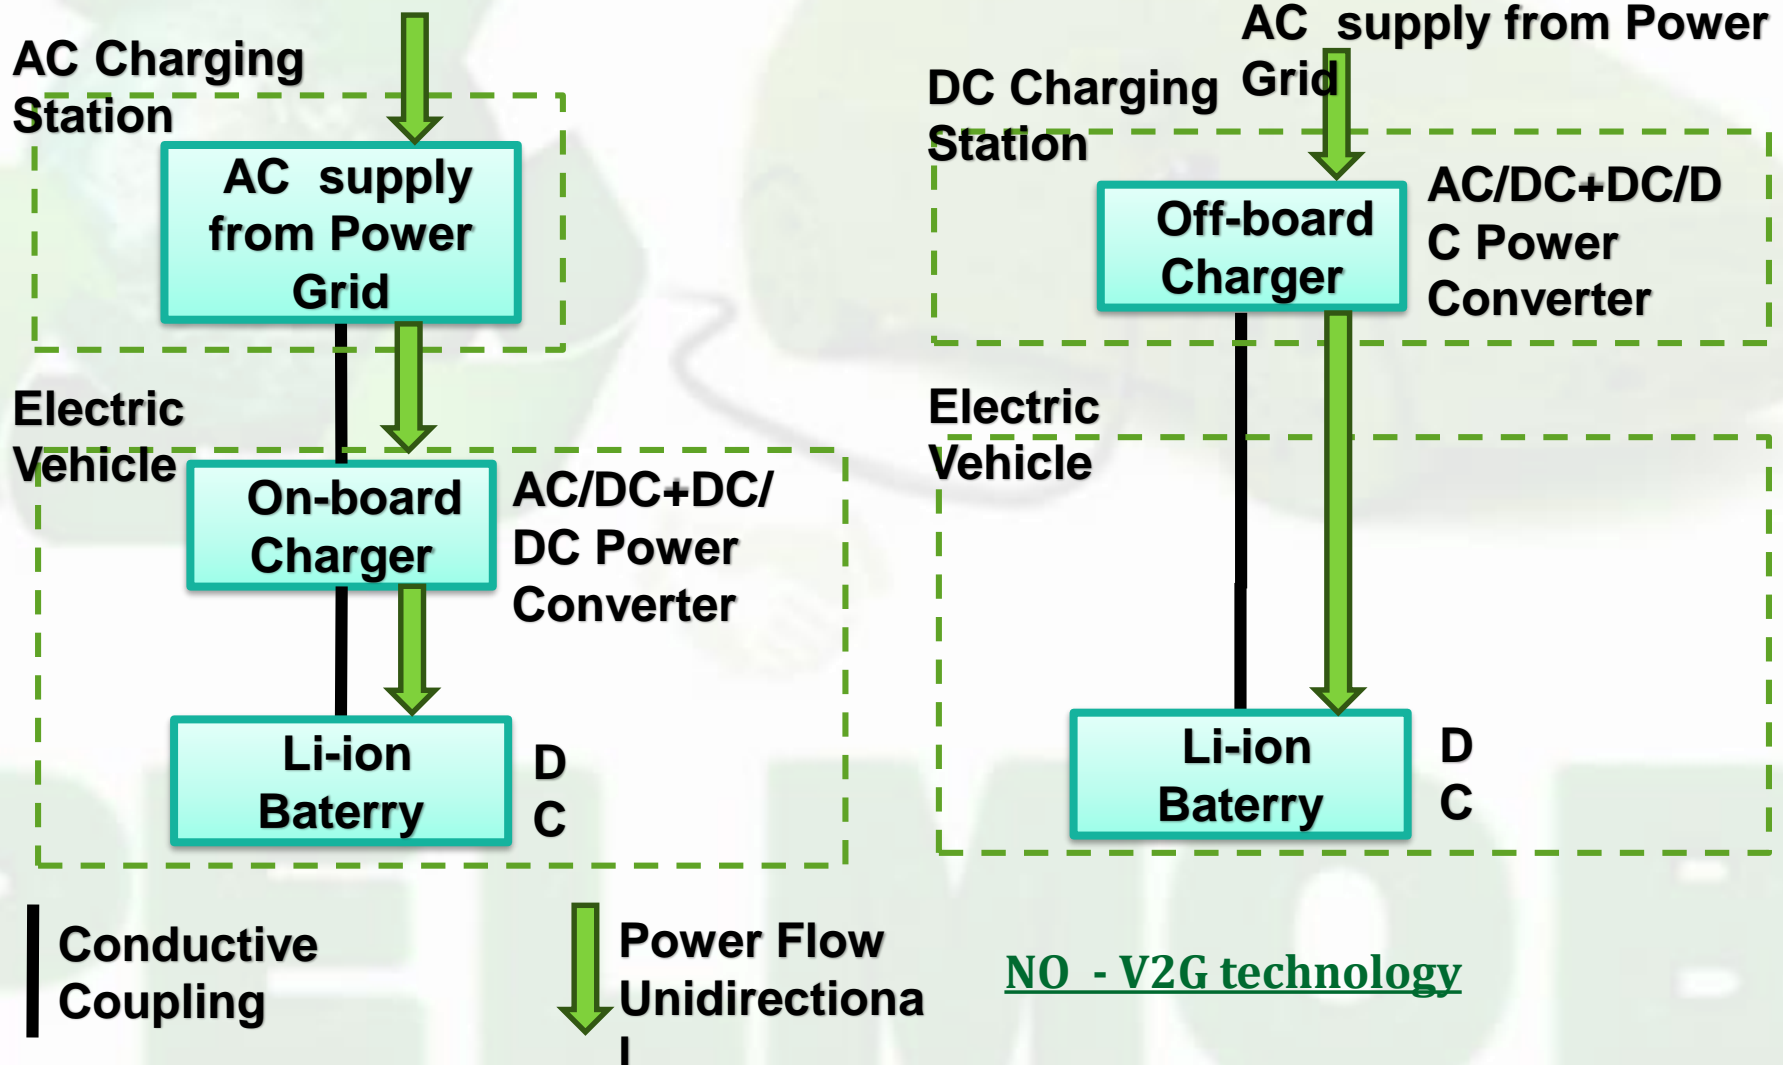 AC Charging
Station
AC  supply
from Power
Grid
Electric
Vehicle
On-board
Charger
AC/DC+DC/
DC Power
Converter
Li-ion
Baterry
D
C
AC  supply from Power
Grid
DC Charging
Station
Off-board
Charger
AC/DC+DC/D
C Power
Converter
Electric
Vehicle
Li-ion
Baterry
D
C
Conductive
Coupling
Power Flow
Unidirectiona
l
NO  - V2G technology